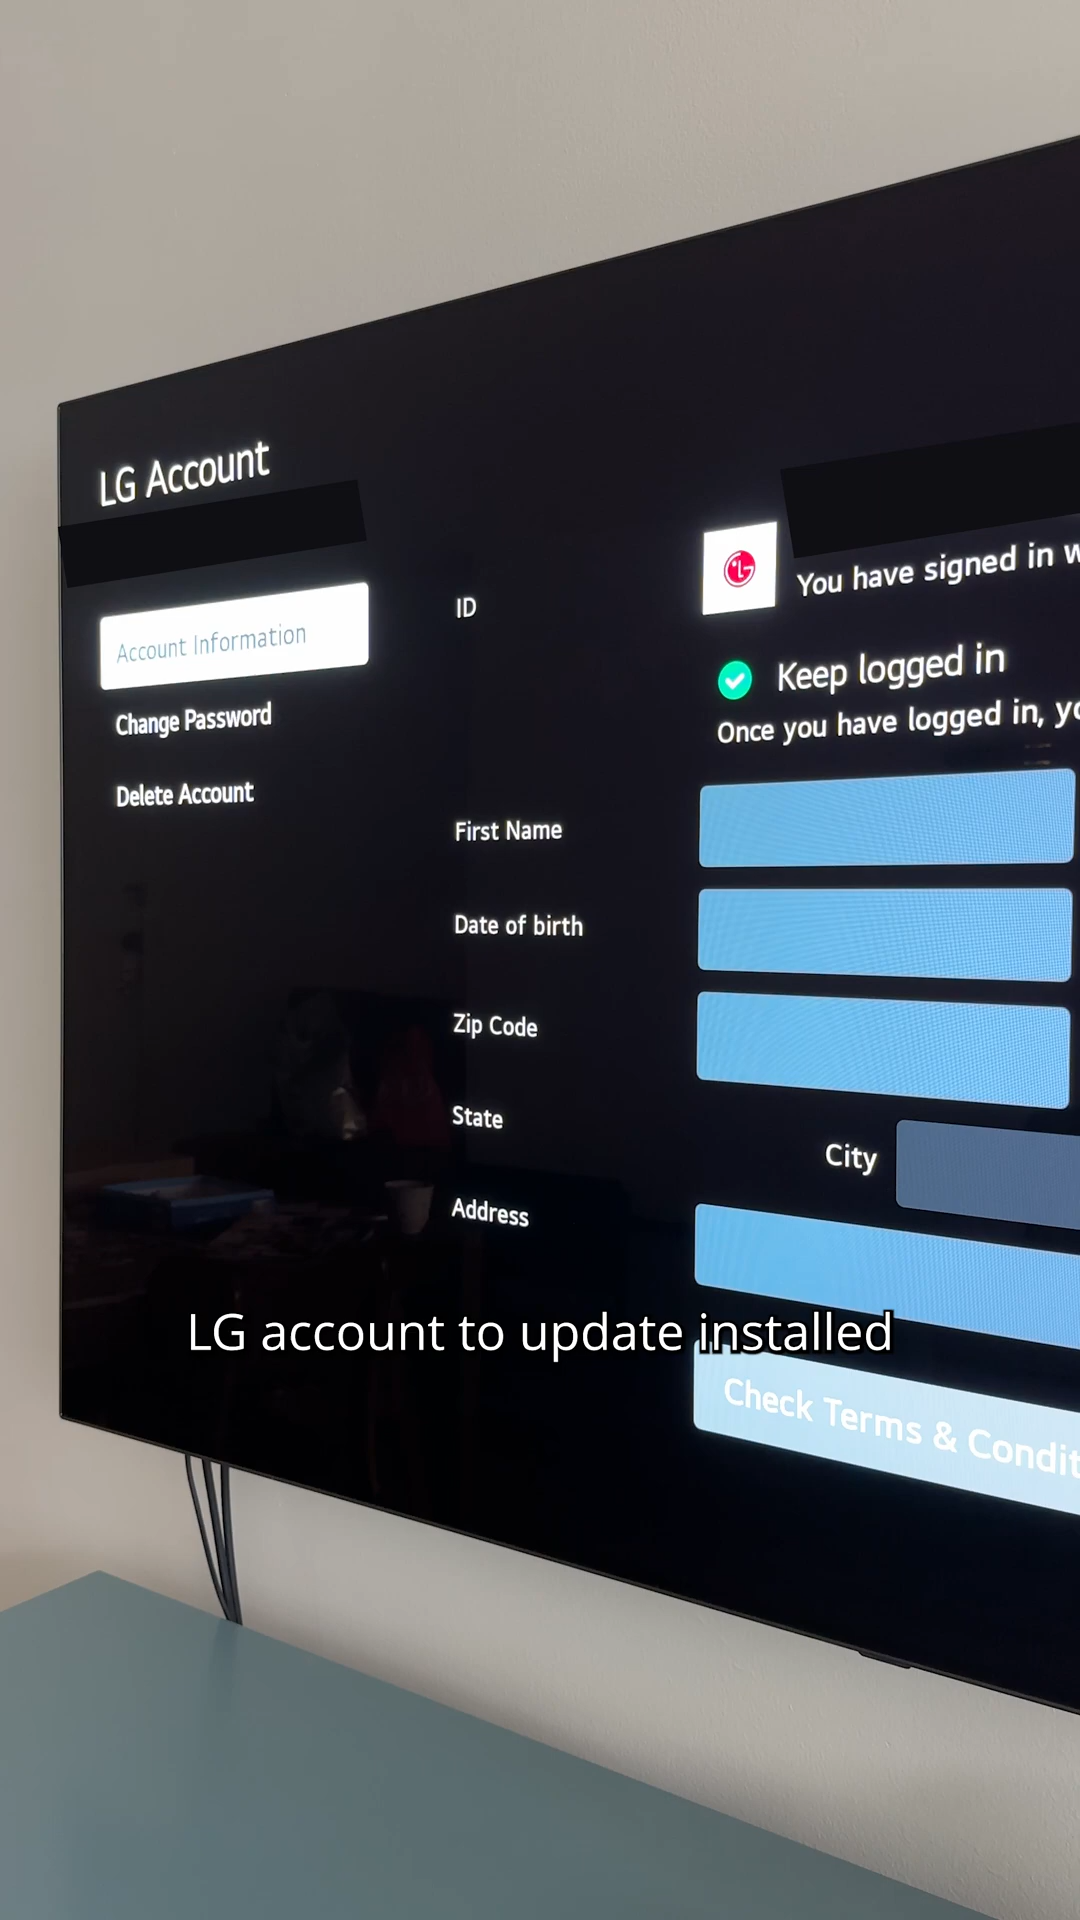 LG Account
Account Information
Change Password
Delete Account
ID
You have signed in w
Keep logged in
Once you have logged in, yo
First Name
Date of birth
Zip Code
State
City
Address
Check Terms & Condit
LG account to update installed